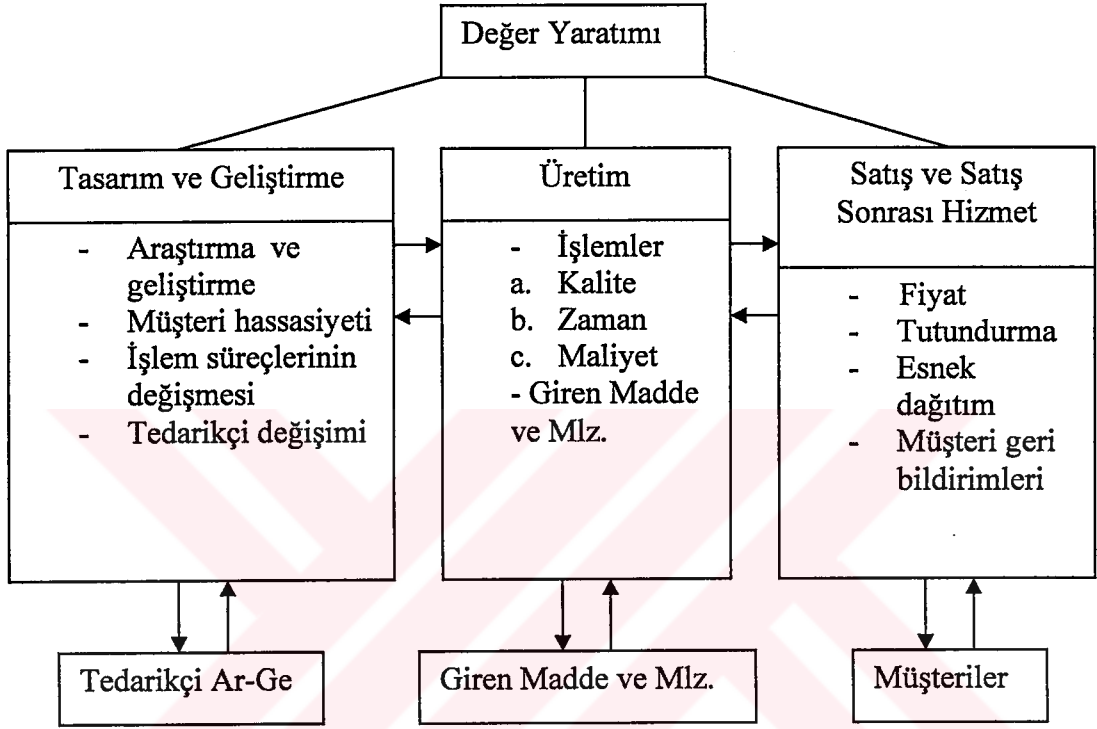 Değer Yaratımı
Tasarım ve Geliştirme
- Araştırma ve
geliştirme
- Müşteri hassasiyeti
- İşlem süreçlerinin
değişmesi
- Tedarikçi değişimi
Üretim
- İşlemler
a. Kalite
b. Zaman
c. Maliyet
- Giren Madde
ve Mlz.
Satış ve Satış
Sonrası Hizmet
- Fiyat
- Tutundurma
- Esnek
dağıtım
- Müşteri geri
bildirimleri
Tedarikçi Ar-Ge
Giren Madde ve Mlz.
Müşteriler